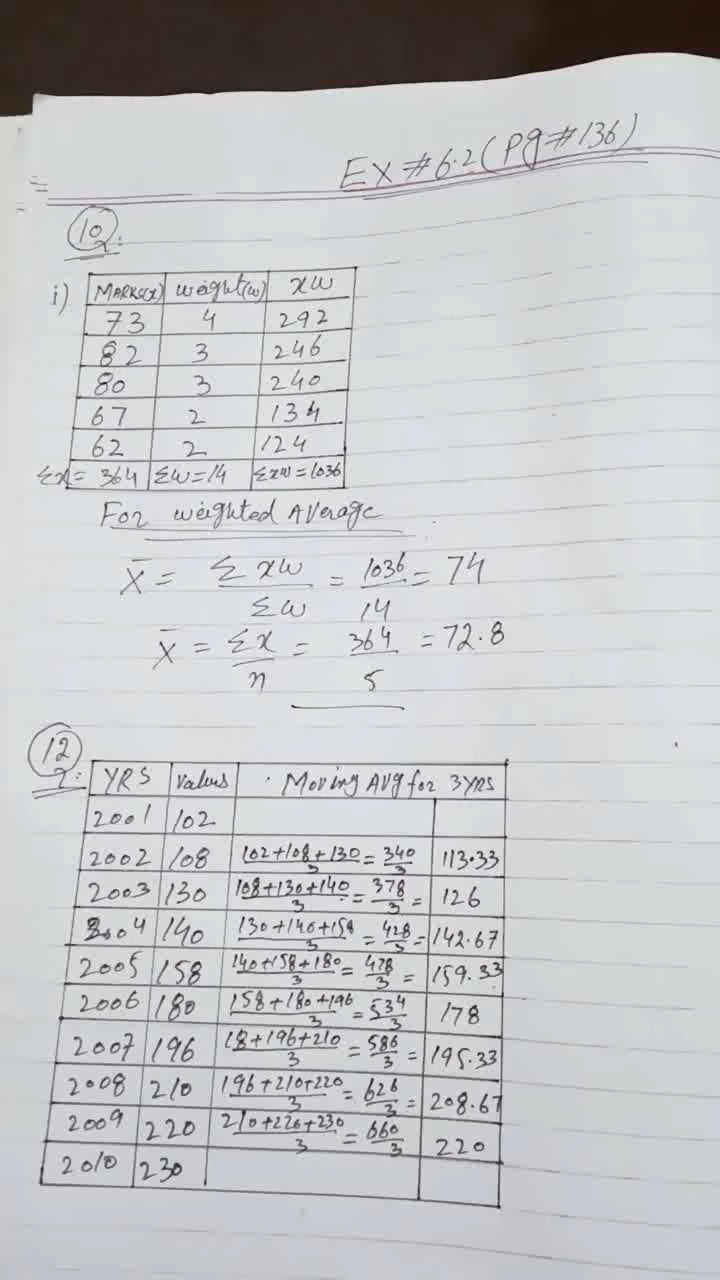 Ex # 6.2 (Pg # 136)
10
i) MARKS(x) weight(w) xw
73 4 292
82 3 246
80 3 240
67 2 134
62 2 124
Σx = 364 Σw = 14 Σxw = 1036
For weighted Average
X̄ = Σxw / Σw = 1036 / 14 = 74
X̄ = Σx / n = 364 / 5 = 72.8
12
YRS values Moving Avg for 3 YRS
2001 102
2002 108 102+108+130 / 3 = 340 / 3 113.33
2003 130 108+130+140 / 3 = 378 / 3 = 126
2004 140 130+140+158 / 3 = 428 / 3 = 142.67
2005 158 140+158+180 / 3 = 478 / 3 = 159.33
2006 180 158+180+196 / 3 = 534 / 3 178
2007 196 18+196+210 / 3 = 586 / 3 = 195.33
2008 210 196+210+220 / 3 = 626 / 3 = 208.67
2009 220 210+220+230 / 3 = 660 / 3 220
2010 230